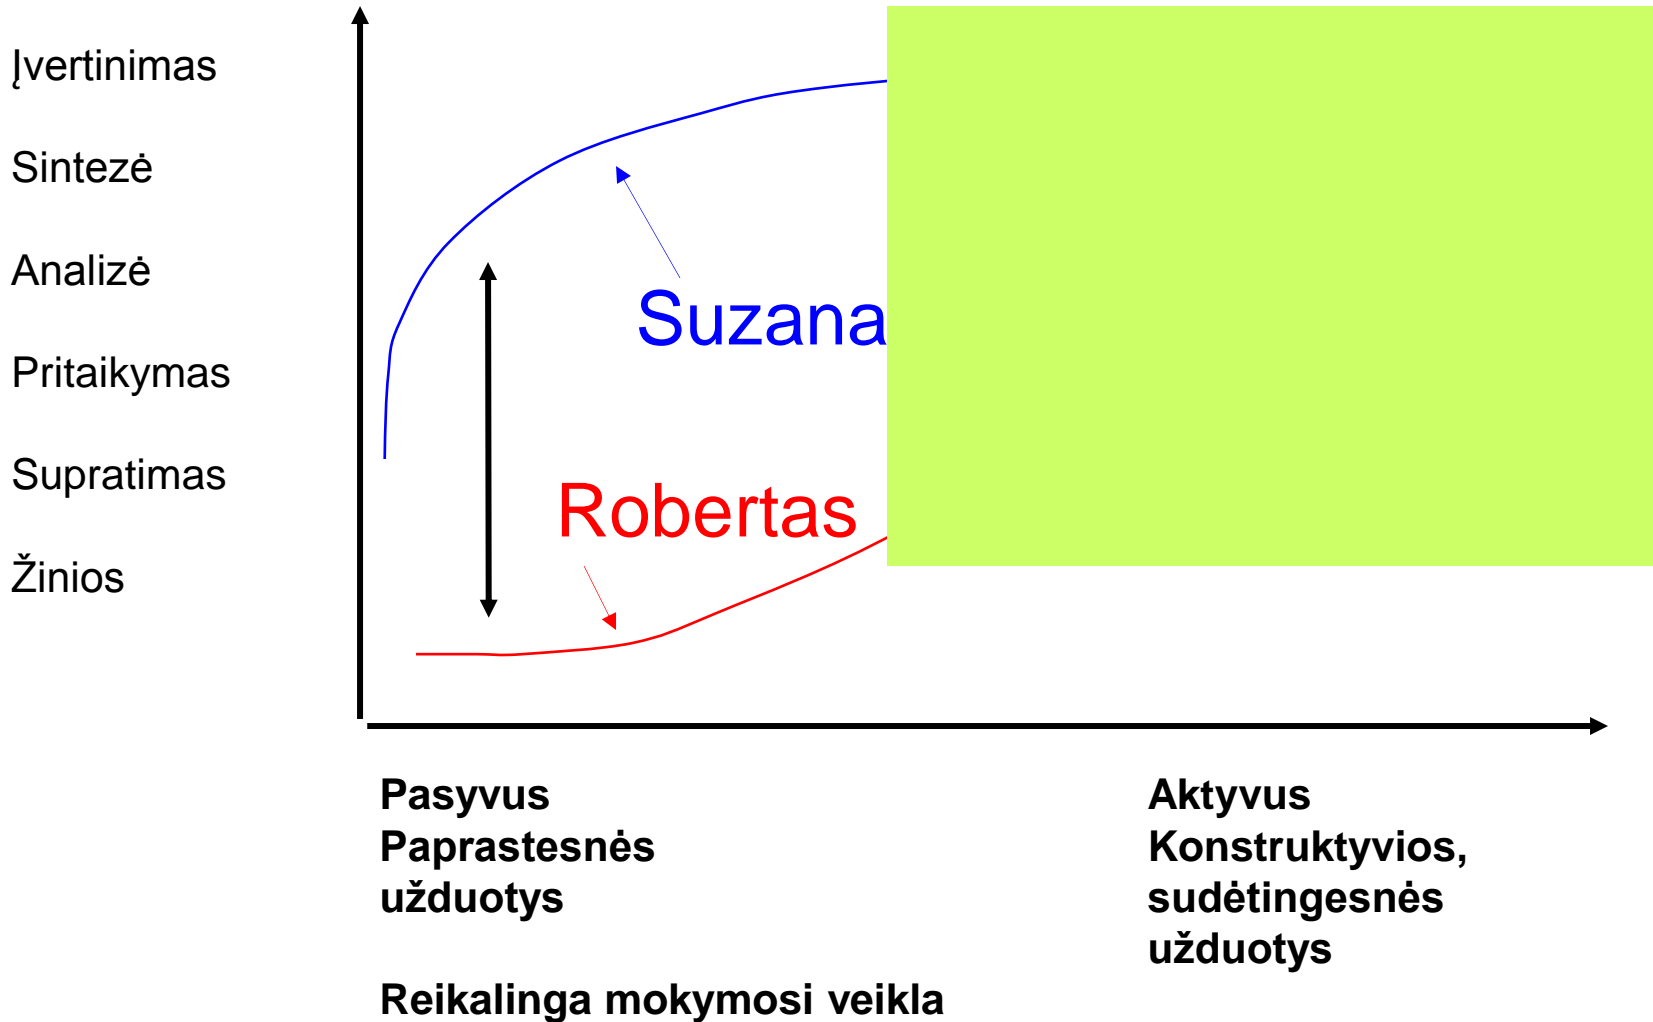 Įvertinimas
Sintezė
Analizė
Suzana
Pritaikymas
Supratimas
Robertas
Žinios
Pasyvus
Paprastesnės
užduotys
Aktyvus
Konstruktyvios,
sudėtingesnės
užduotys
Reikalinga mokymosi veikla